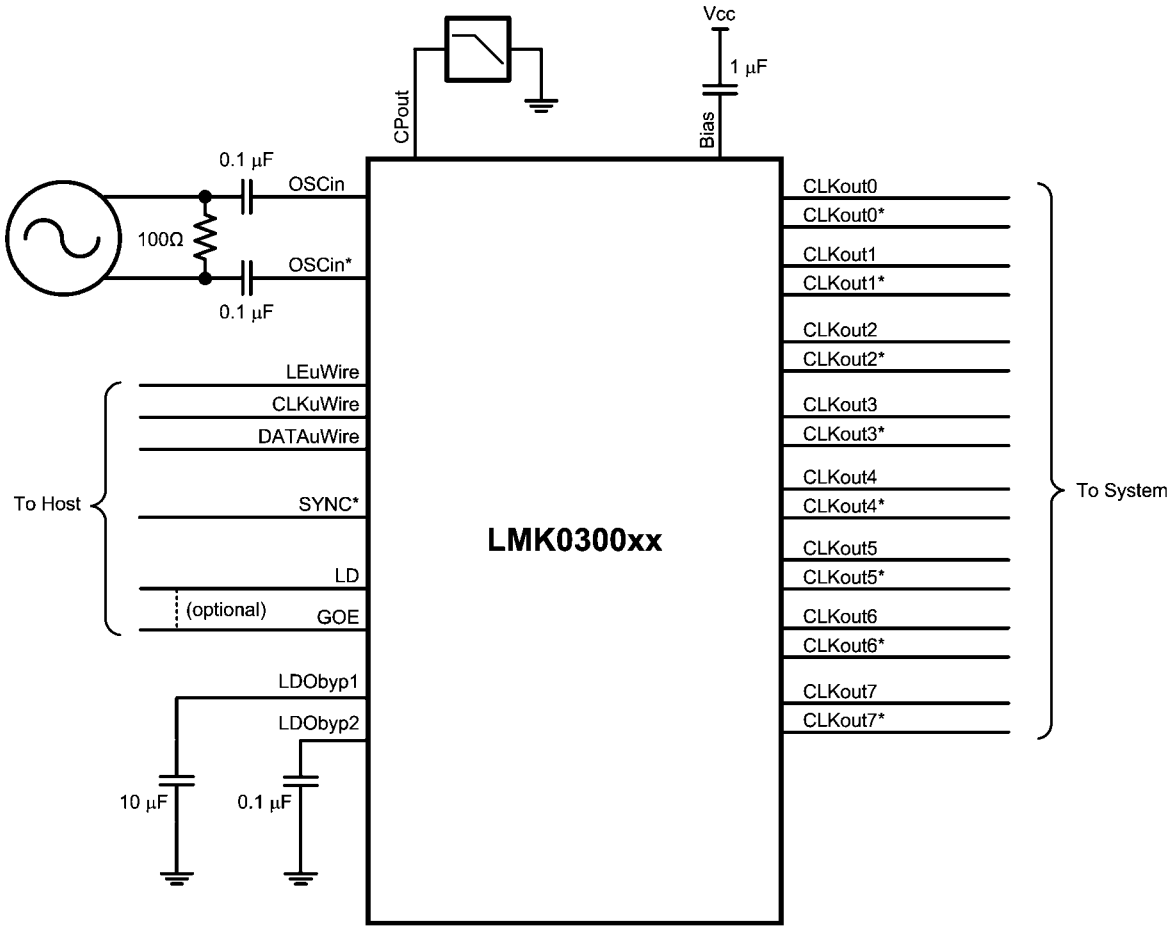 Vcc
1 µF
CPout
Bias
0.1 µF
OSCin
100Ω
OSCin*
0.1 µF
LEuWire
CLKuWire
DATAuWire
To Host
SYNC*
LD
(optional)
GOE
LDObyp1
LDObyp2
10 µF
0.1 µF
LMK0300xx
CLKout0
CLKout0*
CLKout1
CLKout1*
CLKout2
CLKout2*
CLKout3
CLKout3*
CLKout4
CLKout4*
CLKout5
CLKout5*
CLKout6
CLKout6*
CLKout7
CLKout7*
To System